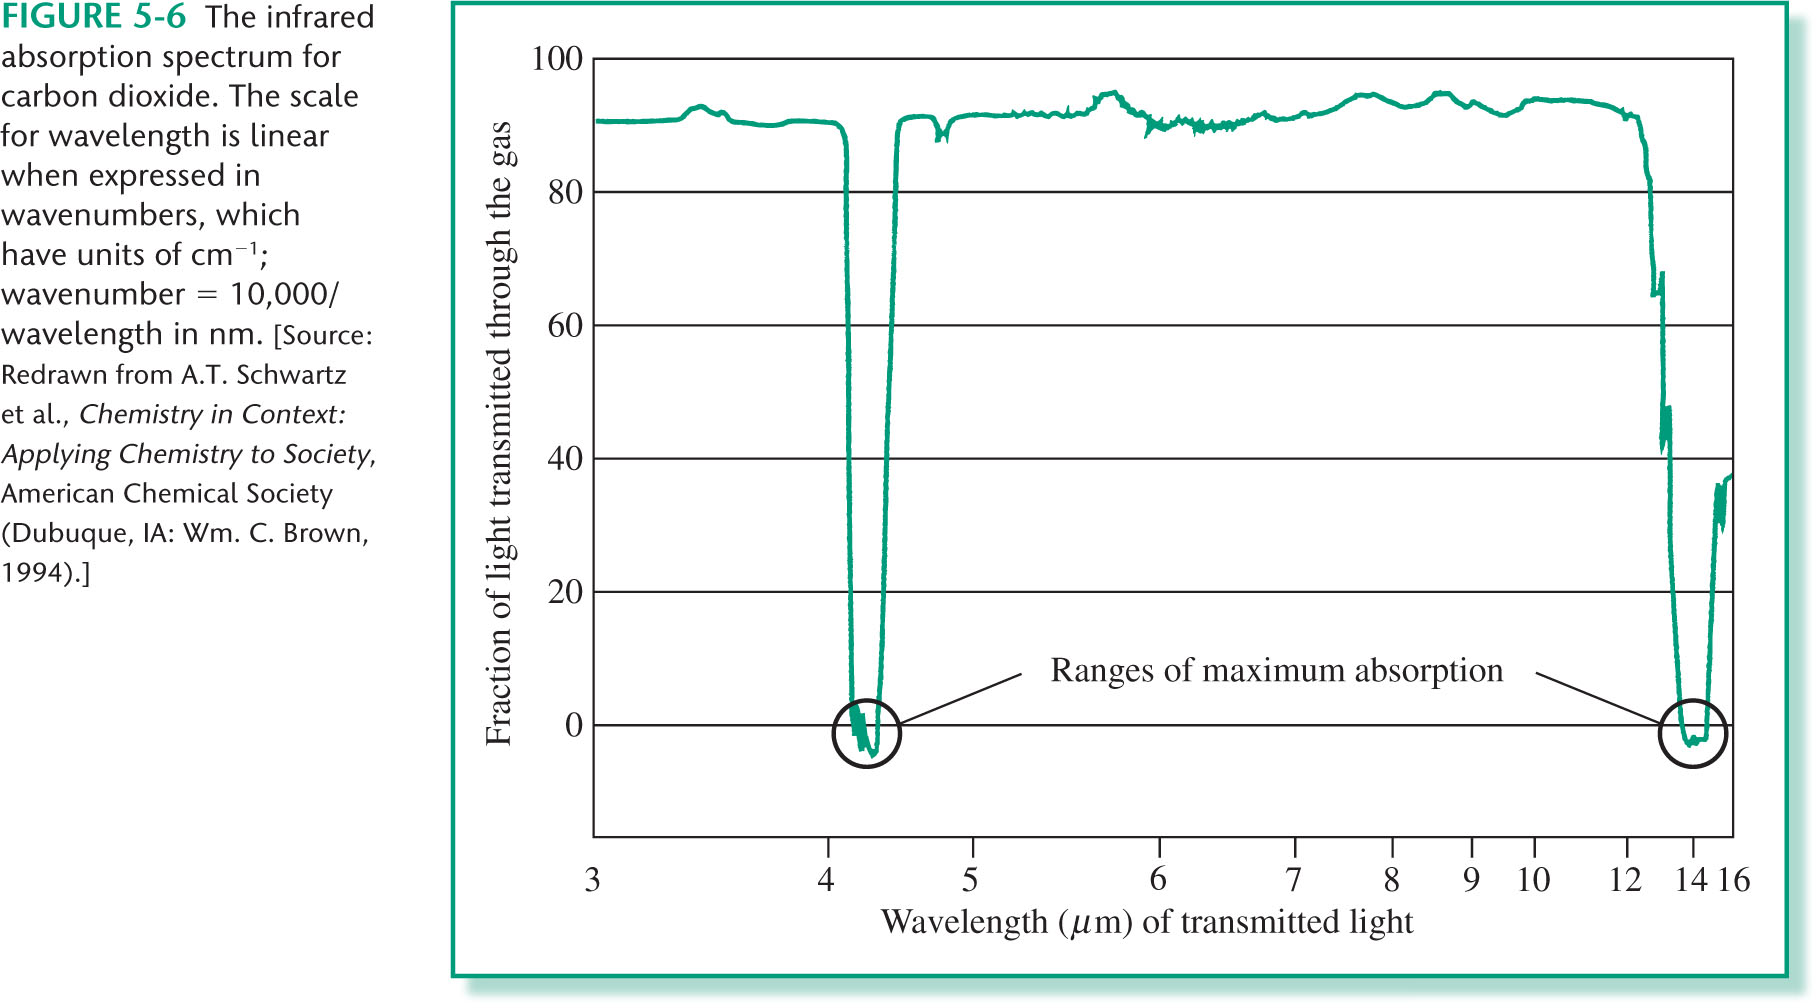 FIGURE 5-6 The infrared
absorption spectrum for
carbon dioxide. The scale
for wavelength is linear
when expressed in
wavenumbers, which
have units of cm⁻¹;
wavenumber = 10,000/
wavelength in nm. [Source:
Redrawn from A.T. Schwartz
et al., Chemistry in Context:
Applying Chemistry to Society,
American Chemical Society
(Dubuque, IA: Wm. C. Brown,
1994).]
Fraction of light transmitted through the gas
100
80
60
40
20
0
Ranges of maximum absorption
3 4 5 6 7 8 9 10 12 14 16
Wavelength (μm) of transmitted light